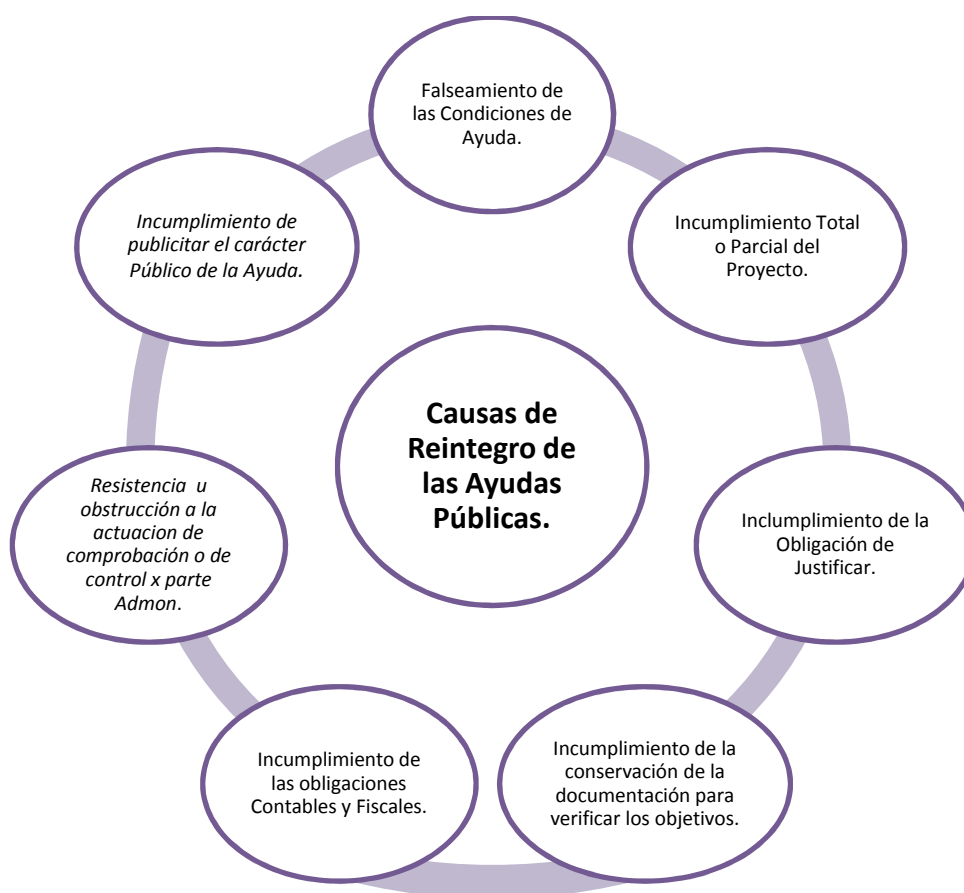 Falseamiento de
las Condiciones de
Ayuda.
Incumplimiento Total
o Parcial del
Proyecto.
Inclumplimiento de la
Obligación de
Justificar.
Incumplimiento de la
conservación de la
documentación para
verificar los objetivos.
Incumplimiento de
las obligaciones
Contables y Fiscales.
Resistencia u
obstrucción a la
actuacion de
comprobación o de
control x parte
Admon.
Incumplimiento de
publicitar el carácter
Público de la Ayuda.
Causas de
Reintegro de
las Ayudas
Públicas.